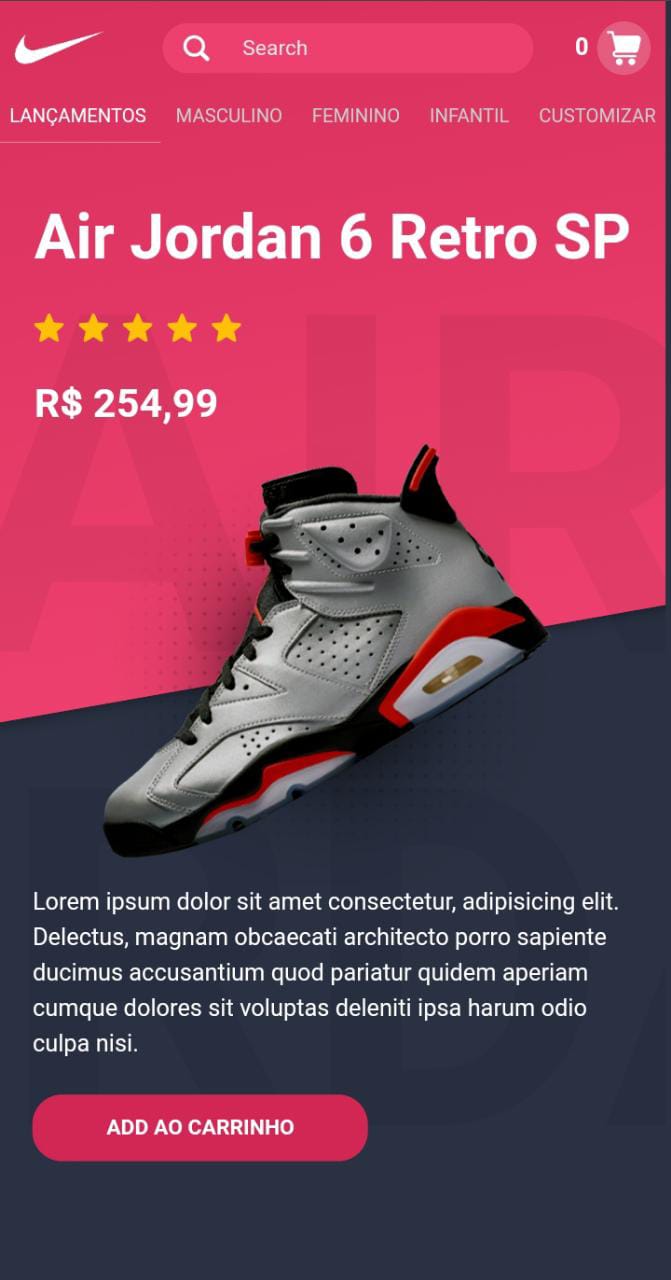 Search
0
LANÇAMENTOS MASCULINO FEMININO INFANTIL CUSTOMIZAR
Air Jordan 6 Retro SP
R$ 254,99
AIR
Lorem ipsum dolor sit amet consectetur, adipisicing elit.
Delectus, magnam obcaecati architecto porro sapiente
ducimus accusantium quod pariatur quidem aperiam
cumque dolores sit voluptas deleniti ipsa harum odio
culpa nisi.
ADD AO CARRINHO